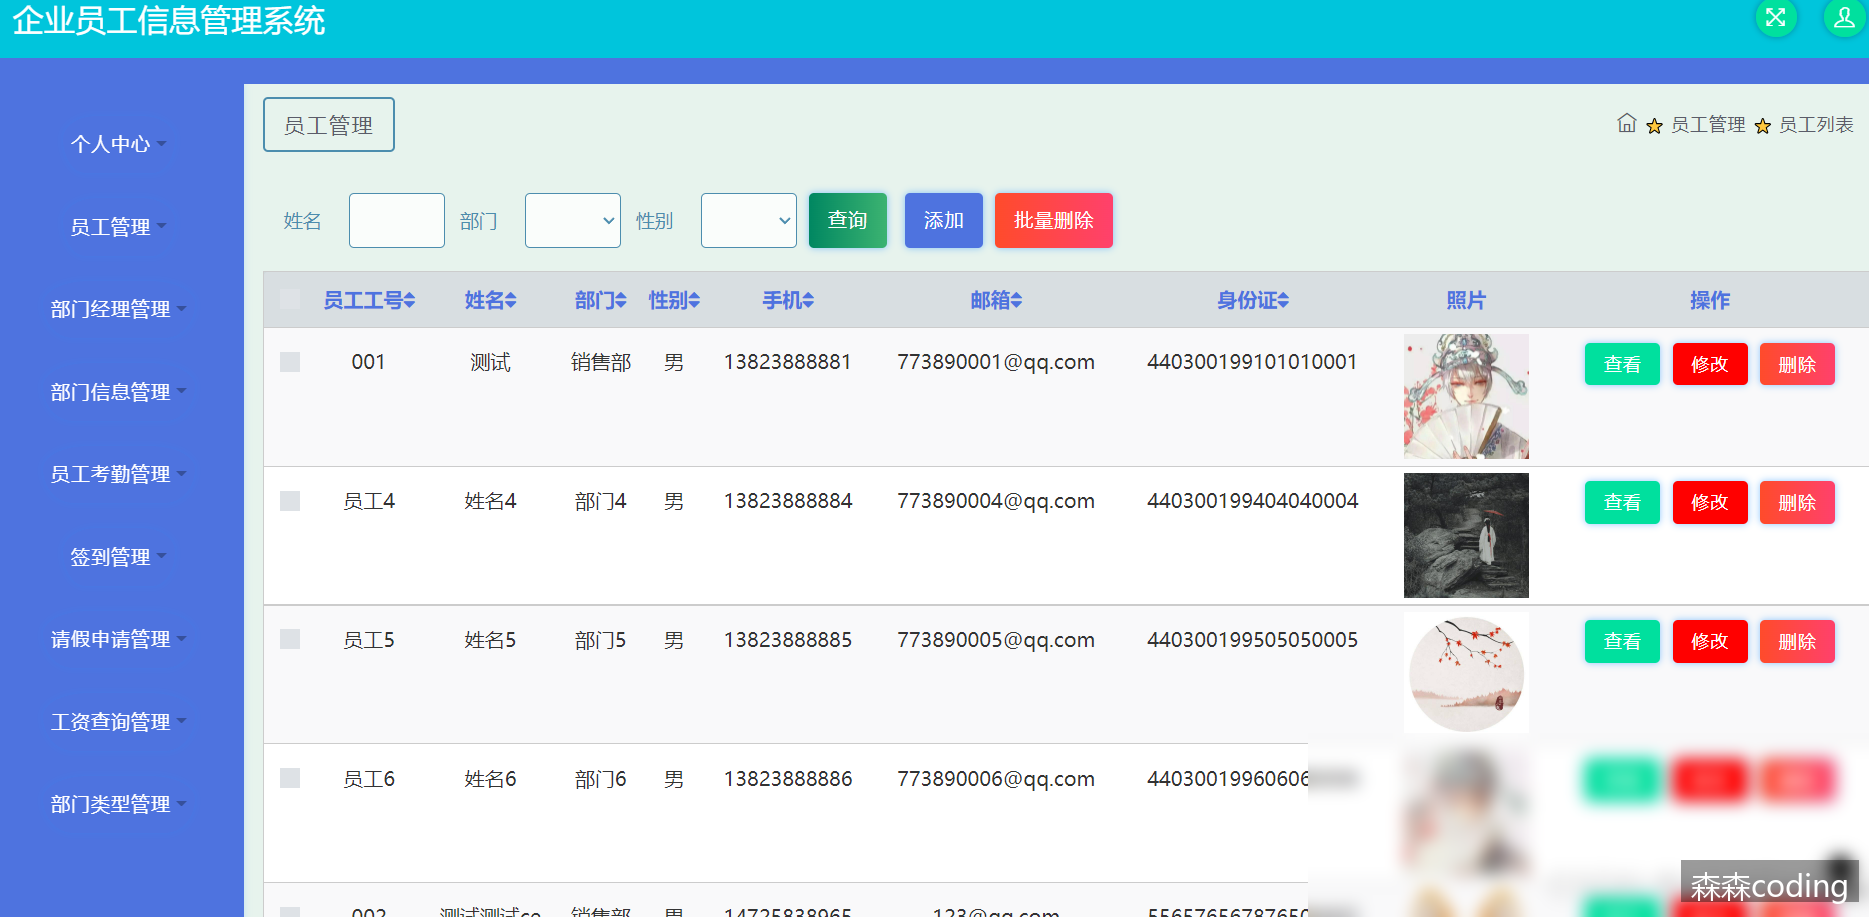 企业员工信息管理系统
个人中心
员工管理
部门经理管理
部门信息管理
员工考勤管理
签到管理
请假申请管理
工资查询管理
部门类型管理
员工管理
员工管理 员工列表
姓名 部门 性别 查询 添加 批量删除
员工工号 姓名 部门 性别 手机 邮箱 身份证 照片 操作
001 测试 销售部 男 13823888881 773890001@qq.com 440300199101010001 查看 修改 删除
员工4 姓名4 部门4 男 13823888884 773890004@qq.com 440300199404040004 查看 修改 删除
员工5 姓名5 部门5 男 13823888885 773890005@qq.com 440300199505050005 查看 修改 删除
员工6 姓名6 部门6 男 13823888886 773890006@qq.com 44030019960606
002 测试测试ce 销售部 男 14725838965 123@qq.com
森森coding